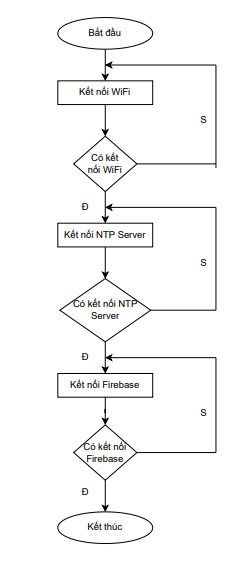 Bắt đầu
Kết nối WiFi
S
Có kết
nối WiFi
Đ
Kết nối NTP Server
S
Có kết nối NTP
Server
Đ
Kết nối Firebase
S
Có kết nối
Firebase
Đ
Kết thúc